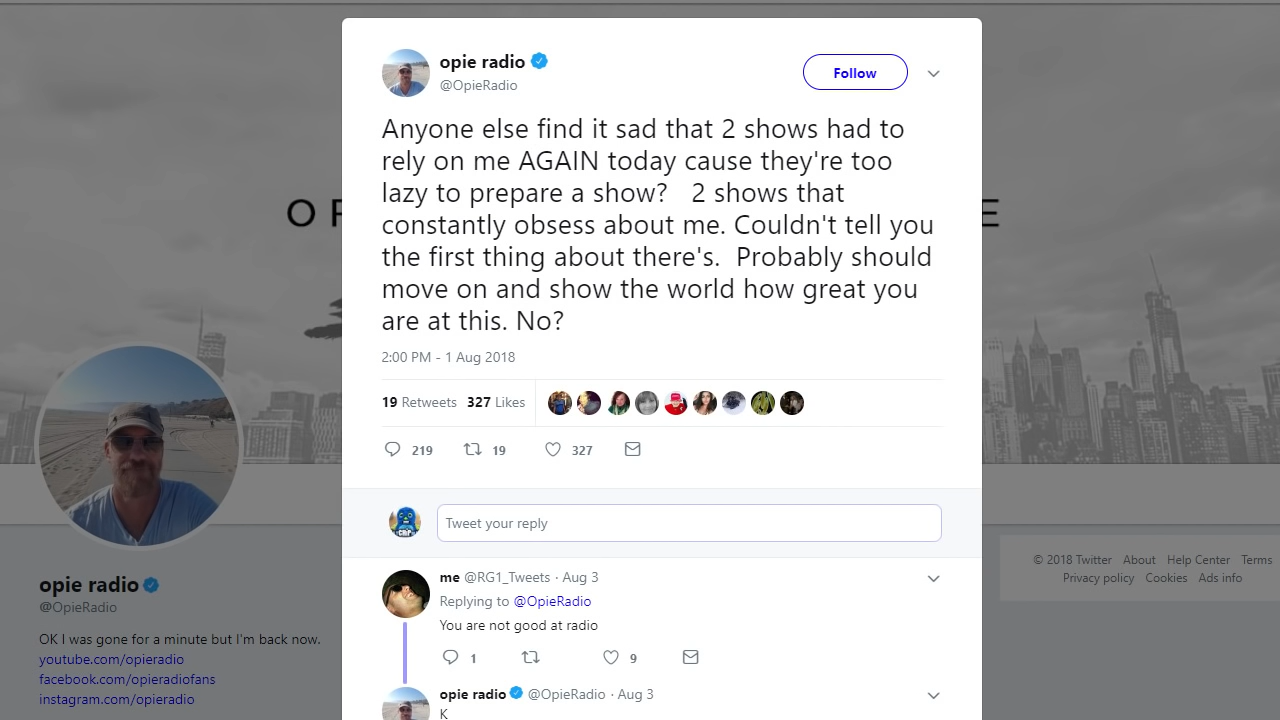 opie radio
@OpieRadio
Follow
Anyone else find it sad that 2 shows had to
rely on me AGAIN today cause they're too
lazy to prepare a show?   2 shows that
constantly obsess about me. Couldn't tell you
the first thing about there's.  Probably should
move on and show the world how great you
are at this. No?
2:00 PM - 1 Aug 2018
19 Retweets 327 Likes
219 19 327
Tweet your reply
me @RG1_Tweets · Aug 3
Replying to @OpieRadio
You are not good at radio
1 9
opie radio @OpieRadio · Aug 3
K
opie radio
@OpieRadio
OK I was gone for a minute but I'm back now.
youtube.com/opieradio
facebook.com/opieradiofans
instagram.com/opieradio
© 2018 Twitter About Help Center Terms
Privacy policy Cookies Ads info